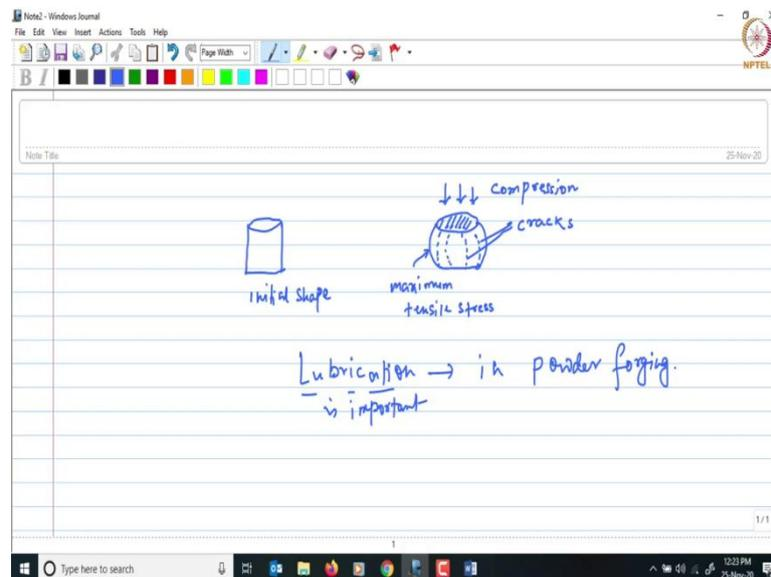 Note2 - Windows Journal
File Edit View Insert Actions Tools Help
Page Width
B I
NPTEL
Note Title
25-Nov-20
compression
cracks
initial shape
maximum
tensile stress
Lubrication → in powder forging.
is important
1/1
1
Type here to search
12:23 PM
25-Nov-20